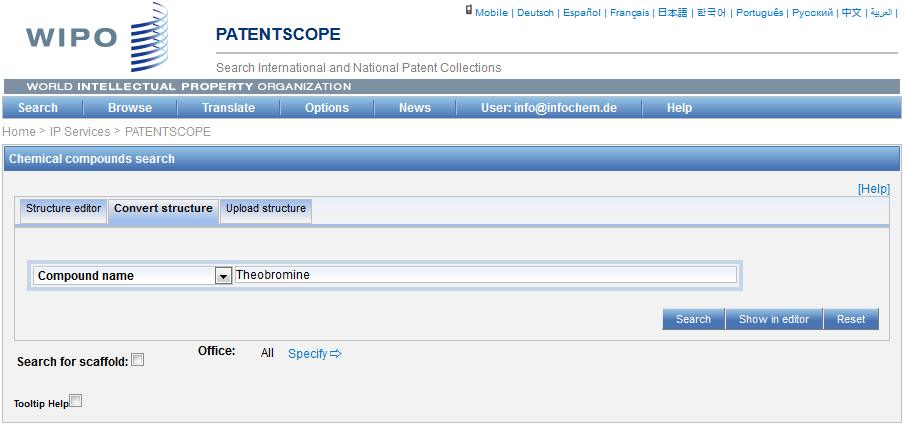 Mobile | Deutsch | Español | Français | 日本語 | 한국어 | Português | Русский | 中文 | العربية |
WIPO
PATENTSCOPE
Search International and National Patent Collections
WORLD INTELLECTUAL PROPERTY ORGANIZATION
Search Browse Translate Options News User: info@infochem.de Help
Home > IP Services > PATENTSCOPE
Chemical compounds search
[Help]
Structure editor Convert structure Upload structure
Compound name Theobromine
Search Show in editor Reset
Search for scaffold: Office: All Specify ⇨
Tooltip Help